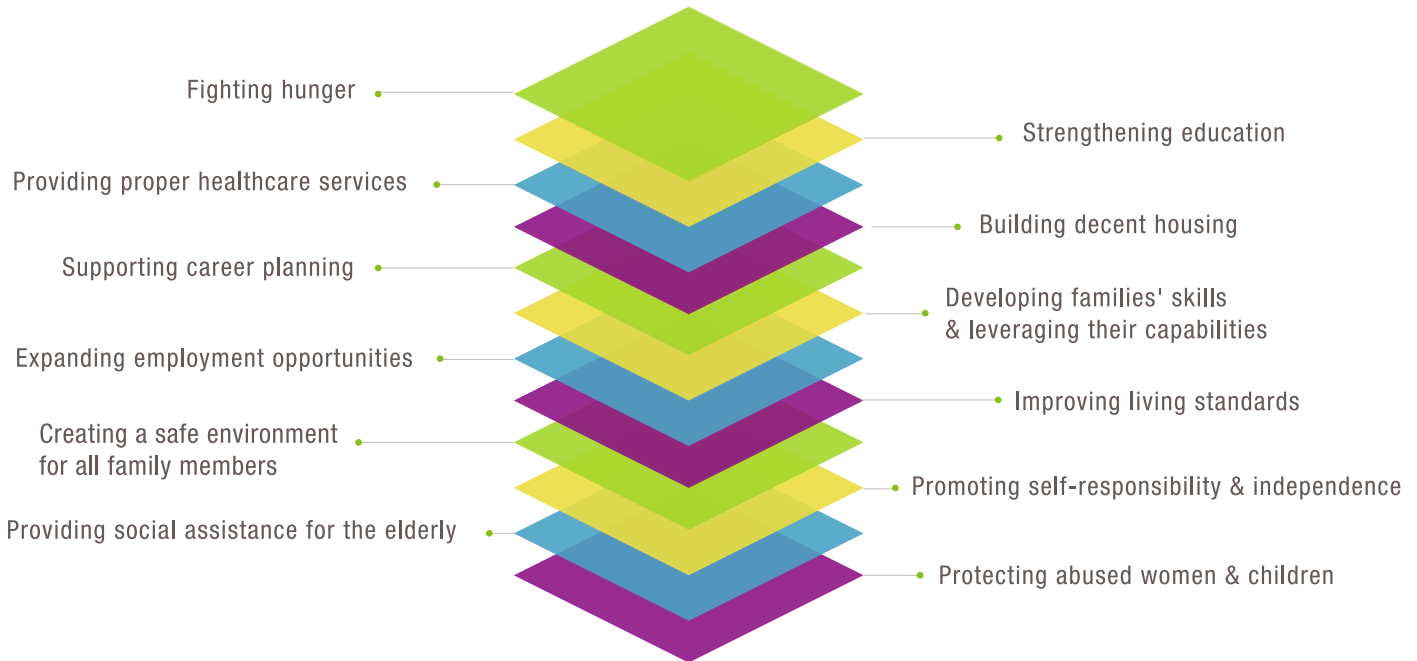 Fighting hunger
Strengthening education
Providing proper healthcare services
Building decent housing
Supporting career planning
Developing families' skills
& leveraging their capabilities
Expanding employment opportunities
Improving living standards
Creating a safe environment
for all family members
Promoting self-responsibility & independence
Providing social assistance for the elderly
Protecting abused women & children